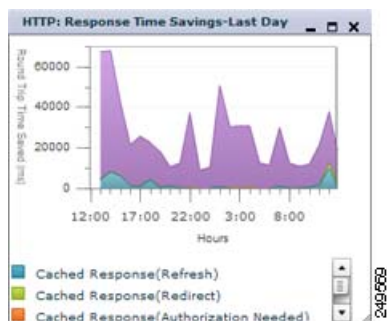 HTTP: Response Time Savings-Last Day
Round Trip Time Saved (ms)
60000
40000
20000
0
12:00 17:00 22:00 3:00 8:00
Hours
Cached Response(Refresh)
Cached Response(Redirect)
Cached Response(Authorization Needed)
249569